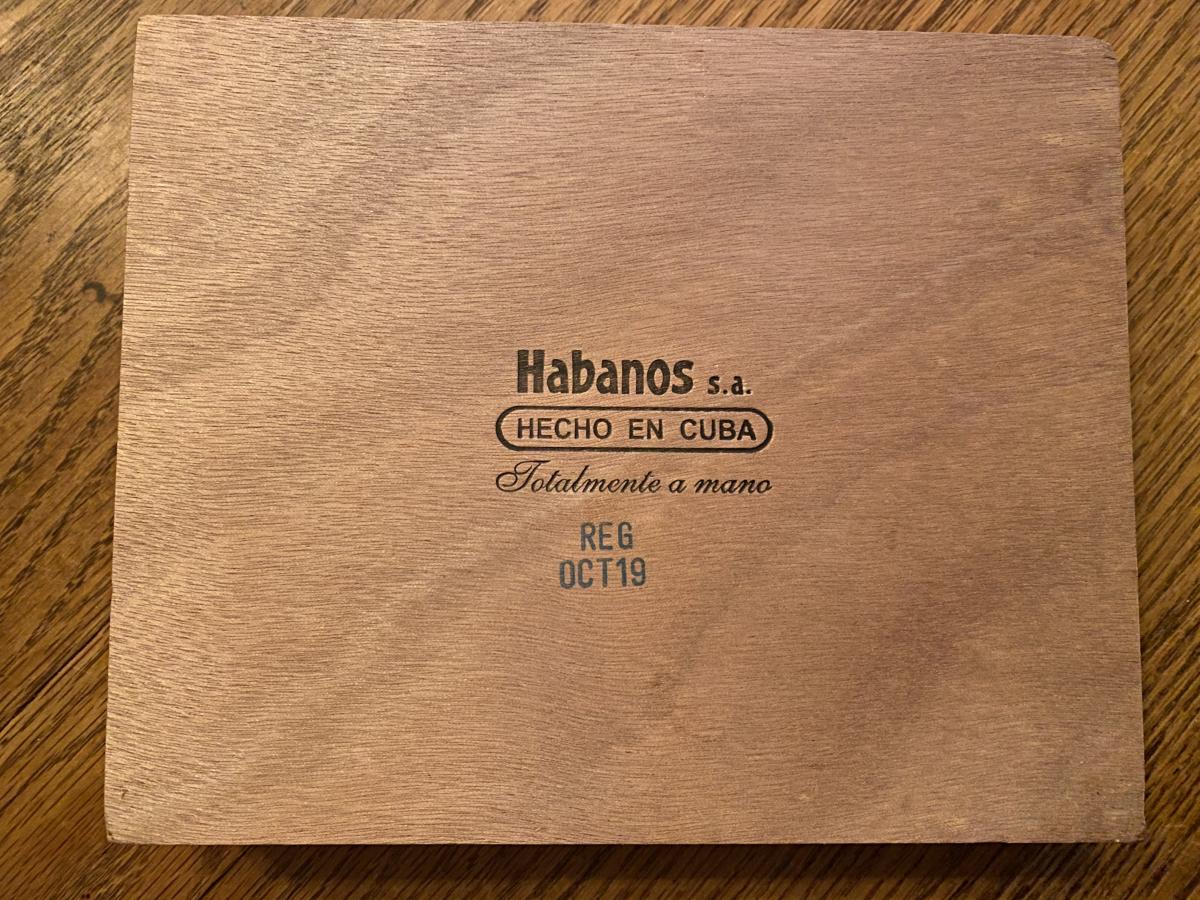 Habanos s.a.
HECHO EN CUBA
Totalmente a mano
REG
OCT19